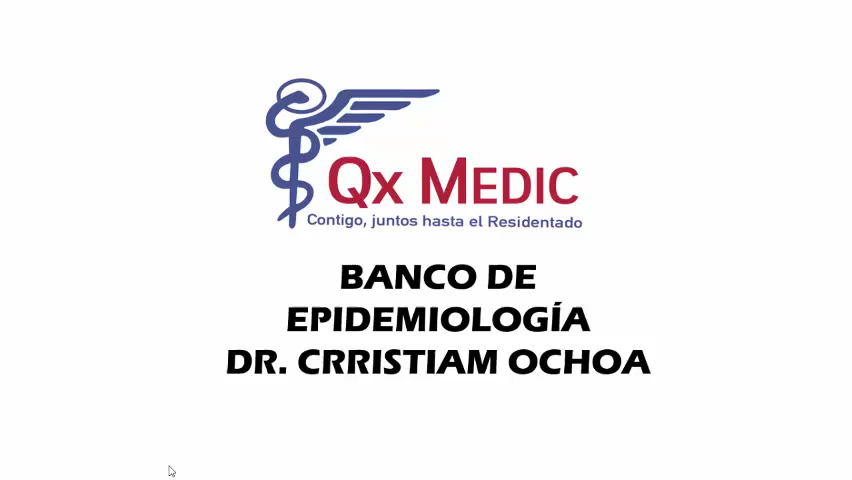 Qx MEDIC
Contigo, juntos hasta el Residentado
BANCO DE
EPIDEMIOLOGÍA
DR. CRRISTIAM OCHOA